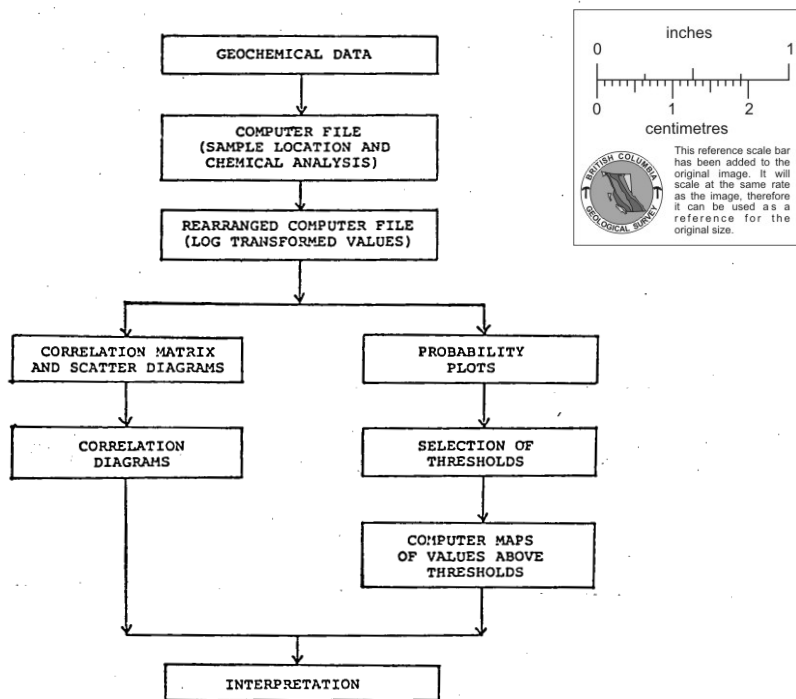 GEOCHEMICAL DATA
COMPUTER FILE
(SAMPLE LOCATION AND
CHEMICAL ANALYSIS)
REARRANGED COMPUTER FILE
(LOG TRANSFORMED VALUES)
CORRELATION MATRIX
AND SCATTER DIAGRAMS
CORRELATION
DIAGRAMS
PROBABILITY
PLOTS
SELECTION OF
THRESHOLDS
COMPUTER MAPS
OF VALUES ABOVE
THRESHOLDS
INTERPRETATION
inches
0 1
0 1 2
centimetres
BRITISH COLUMBIA
GEOLOGICAL SURVEY
This reference scale bar
has been added to the
original image. It will
scale at the same rate
as the image, therefore
it can be used as a
reference for the
original size.